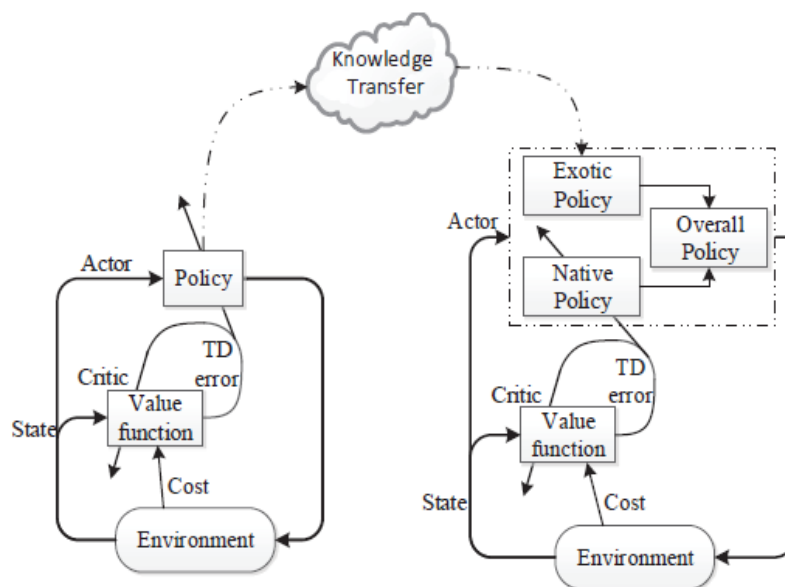 Knowledge
Transfer
Actor
Policy
TD
error
Critic
Value
function
State
Cost
Environment
Exotic
Policy
Actor
Overall
Policy
Native
Policy
TD
error
Critic
Value
function
State
Cost
Environment